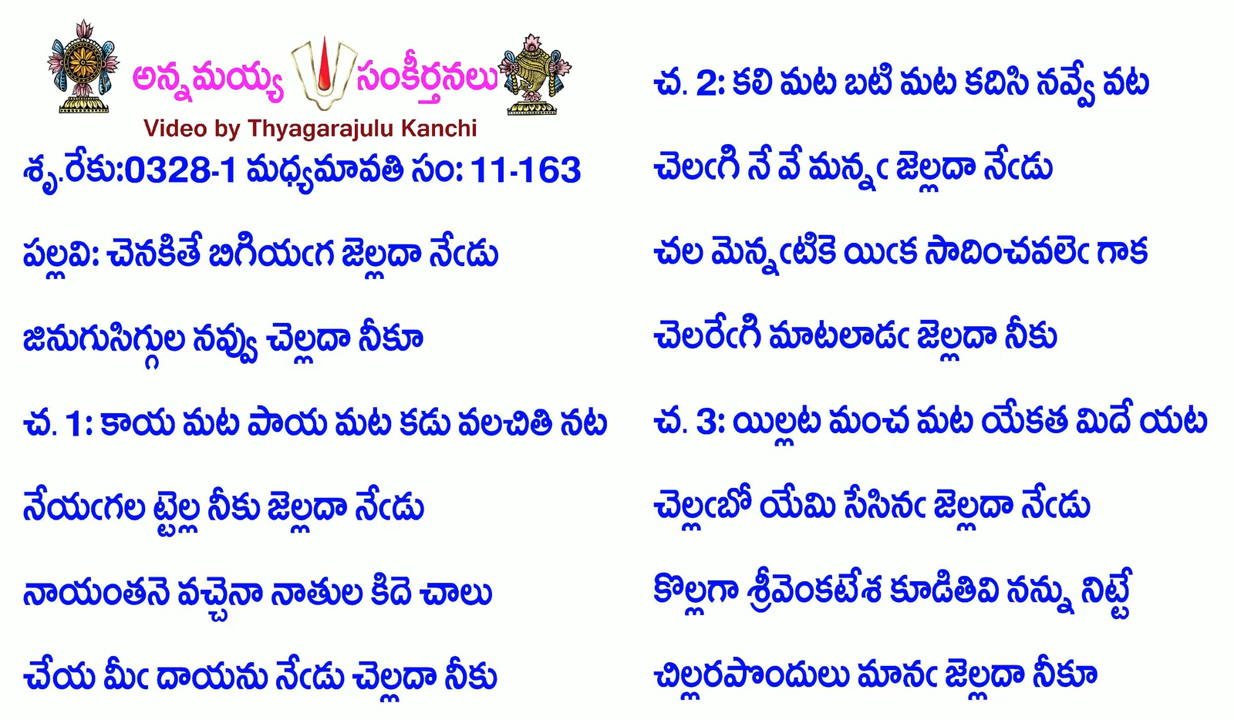 అన్నమయ్య సంకీర్తనలు
Video by Thyagarajulu Kanchi
శృ.రేకు:0328-1 మధ్యమావతి సం: 11-163
పల్లవి: చెనకితే బిగియఁగ జెల్లదా నేఁడు
జినుగుసిగ్గుల నవ్వు చెల్లదా నీకూ
చ. 1: కాయ మట పాయ మట కడు వలచితి నట
నేయఁగల ట్టెల్ల నీకు జెల్లదా నేఁడు
నాయంతనె వచ్చెనా నాతుల కిదె చాలు
చేయ మీఁ దాయను నేఁడు చెల్లదా నీకు
చ. 2: కలి మట బటి మట కదిసి నవ్వే వట
చెలఁగి నే వే మన్నఁ జెల్లదా నేఁడు
చల మెన్నఁటికె యిఁక సాదించవలెఁ గాక
చెలరేఁగి మాటలాడఁ జెల్లదా నీకు
చ. 3: యిల్లట మంచ మట యేకత మిదే యట
చెల్లఁబో యేమి సేసినఁ జెల్లదా నేఁడు
కొల్లగా శ్రీవెంకటేశ కూడితివి నన్ను నిట్టే
చిల్లరపొందులు మానఁ జెల్లదా నీకూ